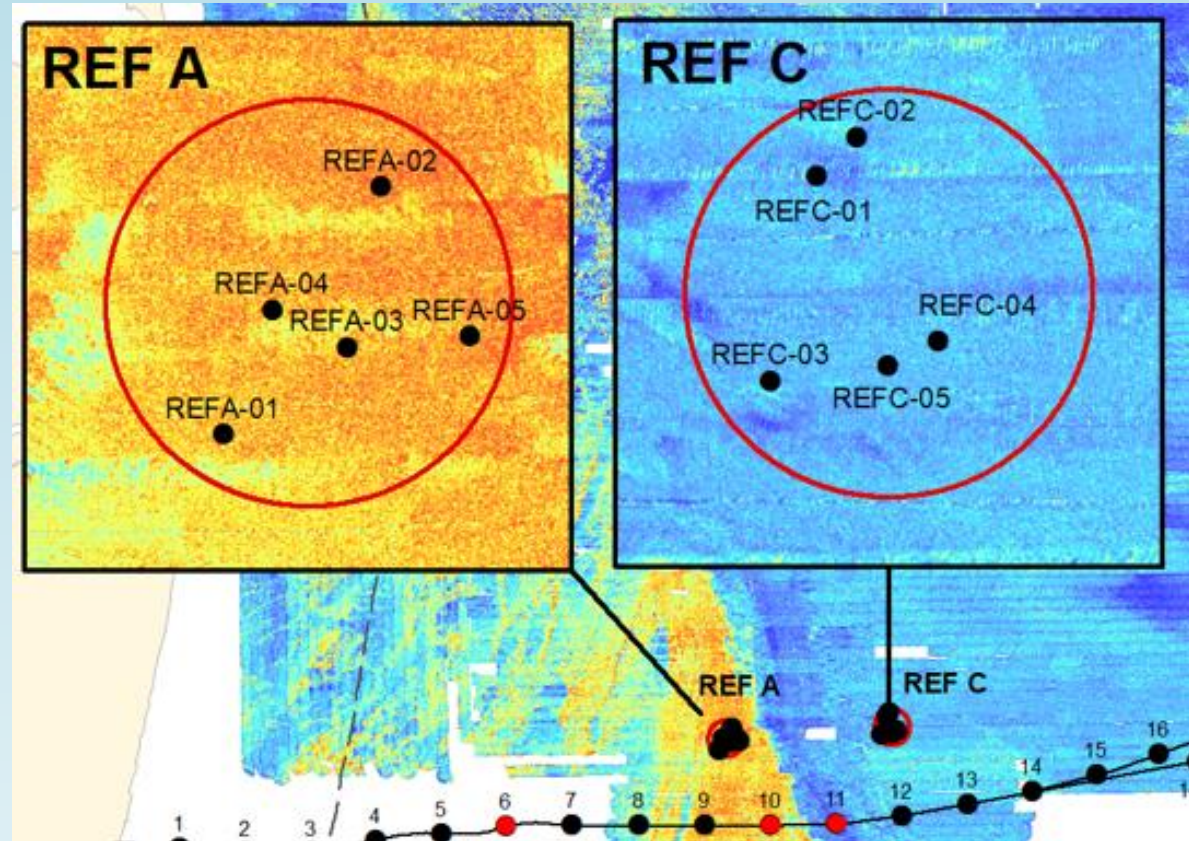 REF A
REFA-02
REFA-04
REFA-03
REFA-05
REFA-01
REF C
REFC-02
REFC-01
REFC-04
REFC-03
REFC-05
REF A
REF C
1
2
3
4
5
6
7
8
9
10
11
12
13
14
15
16